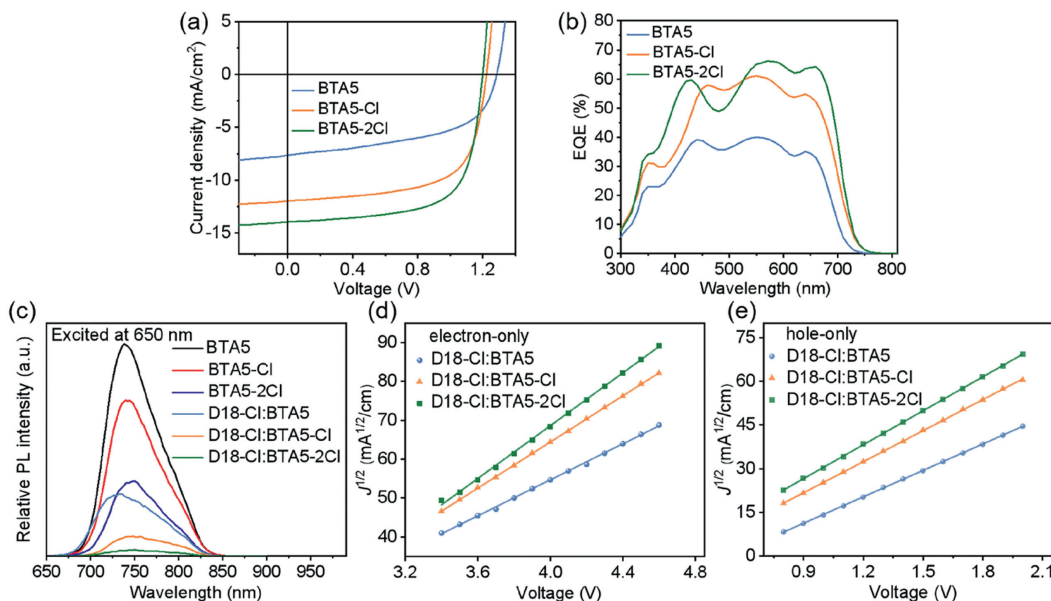 (a)
Current density (mA/cm²)
10
5
0
-5
-10
-15
BTA5
BTA5-Cl
BTA5-2Cl
0.0 0.4 0.8 1.2
Voltage (V)
(b)
EQE (%)
80
70
60
50
40
30
20
10
0
BTA5
BTA5-Cl
BTA5-2Cl
300 400 500 600 700 800
Wavelength (nm)
(c)
Relative PL intensity (a.u.)
Excited at 650 nm
BTA5
BTA5-Cl
BTA5-2Cl
D18-Cl:BTA5
D18-Cl:BTA5-Cl
D18-Cl:BTA5-2Cl
650 700 750 800 850 900 950
Wavelength (nm)
(d)
J^1/2 (mA^1/2/cm)
100
90
80
70
60
50
40
electron-only
D18-Cl:BTA5
D18-Cl:BTA5-Cl
D18-Cl:BTA5-2Cl
3.2 3.6 4.0 4.4 4.8
Voltage (V)
(e)
J^1/2 (mA^1/2/cm)
75
60
45
30
15
0
hole-only
D18-Cl:BTA5
D18-Cl:BTA5-Cl
D18-Cl:BTA5-2Cl
0.9 1.2 1.5 1.8 2.1
Voltage (V)